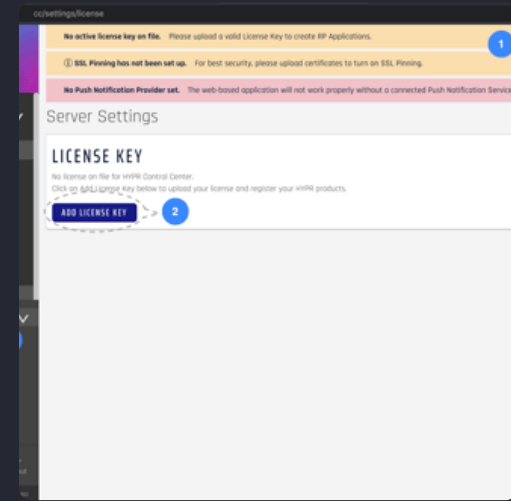 cc/settings/license
No active license key on file. Please upload a valid License Key to create RP Applications.
1
SSL Pinning has not been set up. For best security, please upload certificates to turn on SSL Pinning.
No Push Notification Provider set. The web-based application will not work properly without a connected Push Notification Service
Server Settings
LICENSE KEY
No license on file for HYPR Control Center.
Click on Add License Key below to upload your license and register your HYPR products.
ADD LICENSE KEY
2